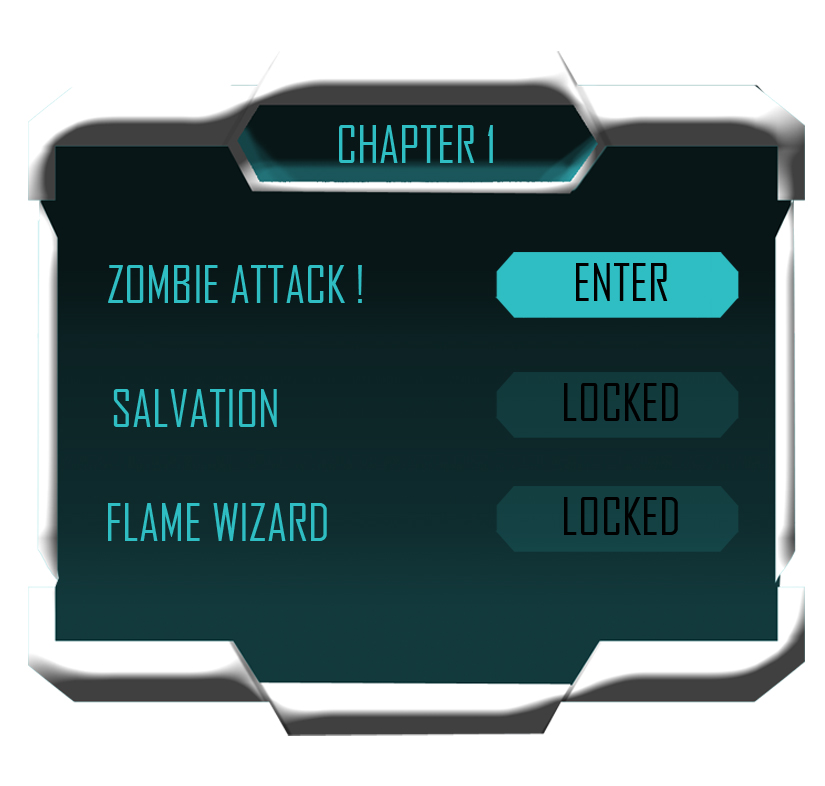 CHAPTER 1
ZOMBIE ATTACK ! ENTER
SALVATION LOCKED
FLAME WIZARD LOCKED